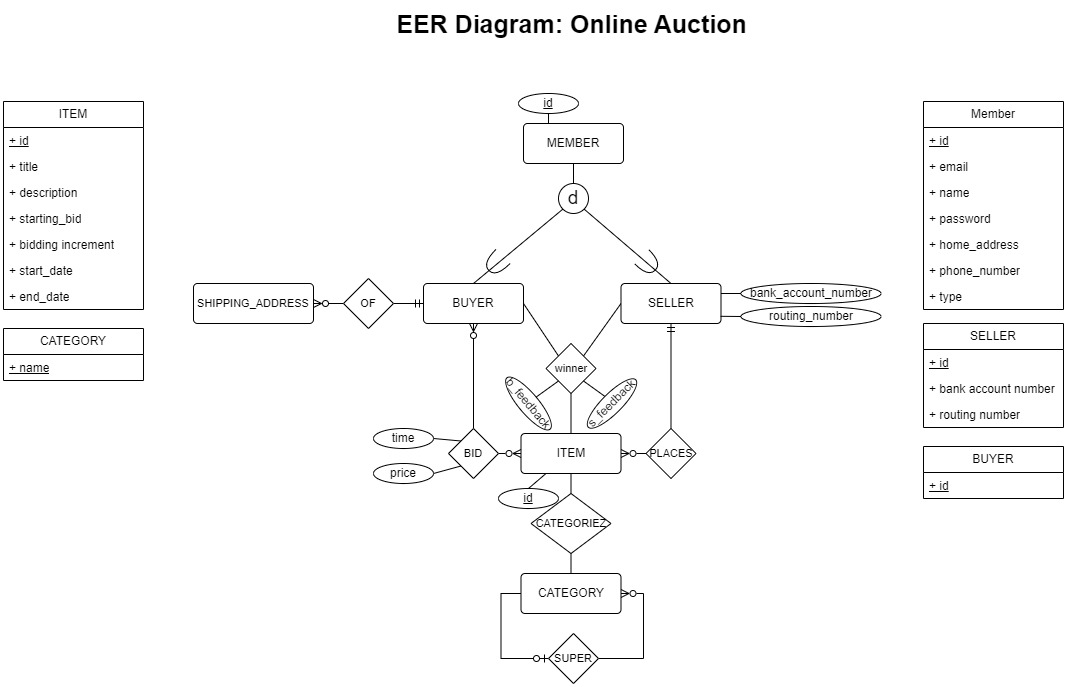 EER Diagram: Online Auction
ITEM
+ id
+ title
+ description
+ starting_bid
+ bidding increment
+ start_date
+ end_date
CATEGORY
+ name
id
MEMBER
d
SHIPPING_ADDRESS
OF
BUYER
SELLER
bank_account_number
routing_number
winner
b_feedback
s_feedback
time
price
BID
ITEM
PLACES
id
CATEGORIEZ
CATEGORY
SUPER
Member
+ id
+ email
+ name
+ password
+ home_address
+ phone_number
+ type
SELLER
+ id
+ bank account number
+ routing number
BUYER
+ id